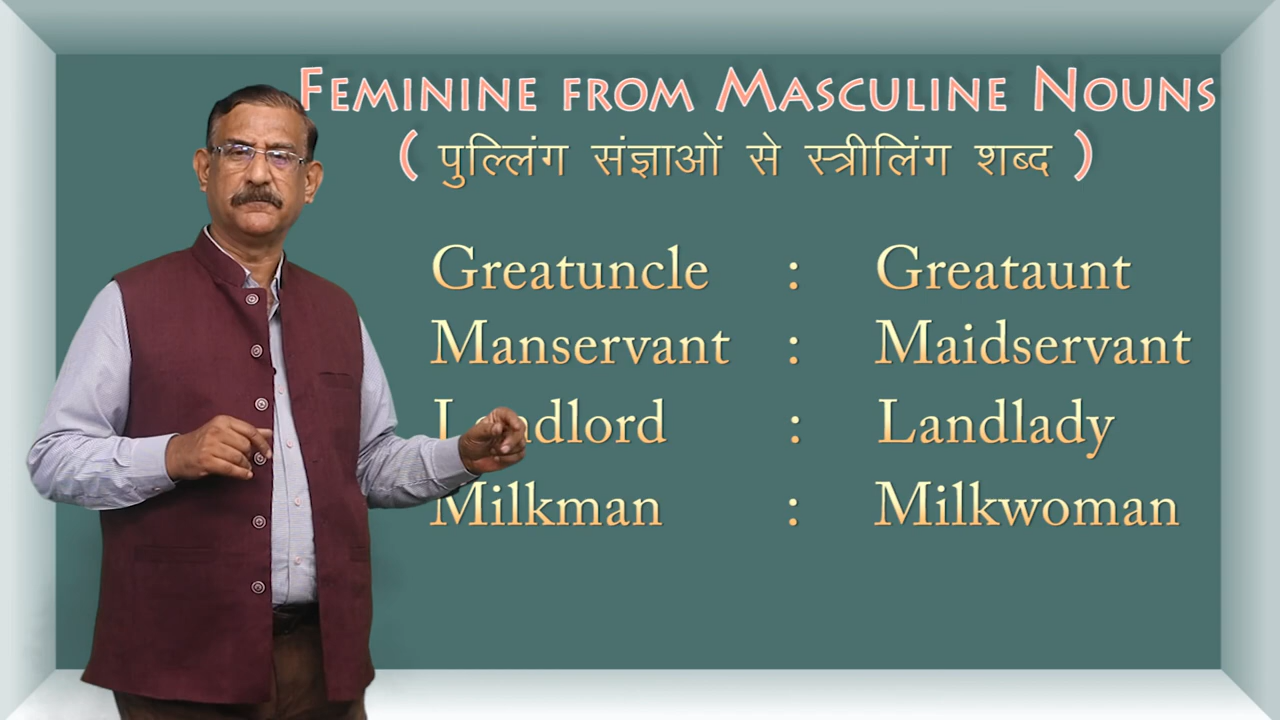 Feminine from Masculine Nouns
( पुल्लिंग संज्ञाओं से स्त्रीलिंग शब्द )
Greatuncle : Greataunt
Manservant : Maidservant
Landlord : Landlady
Milkman : Milkwoman